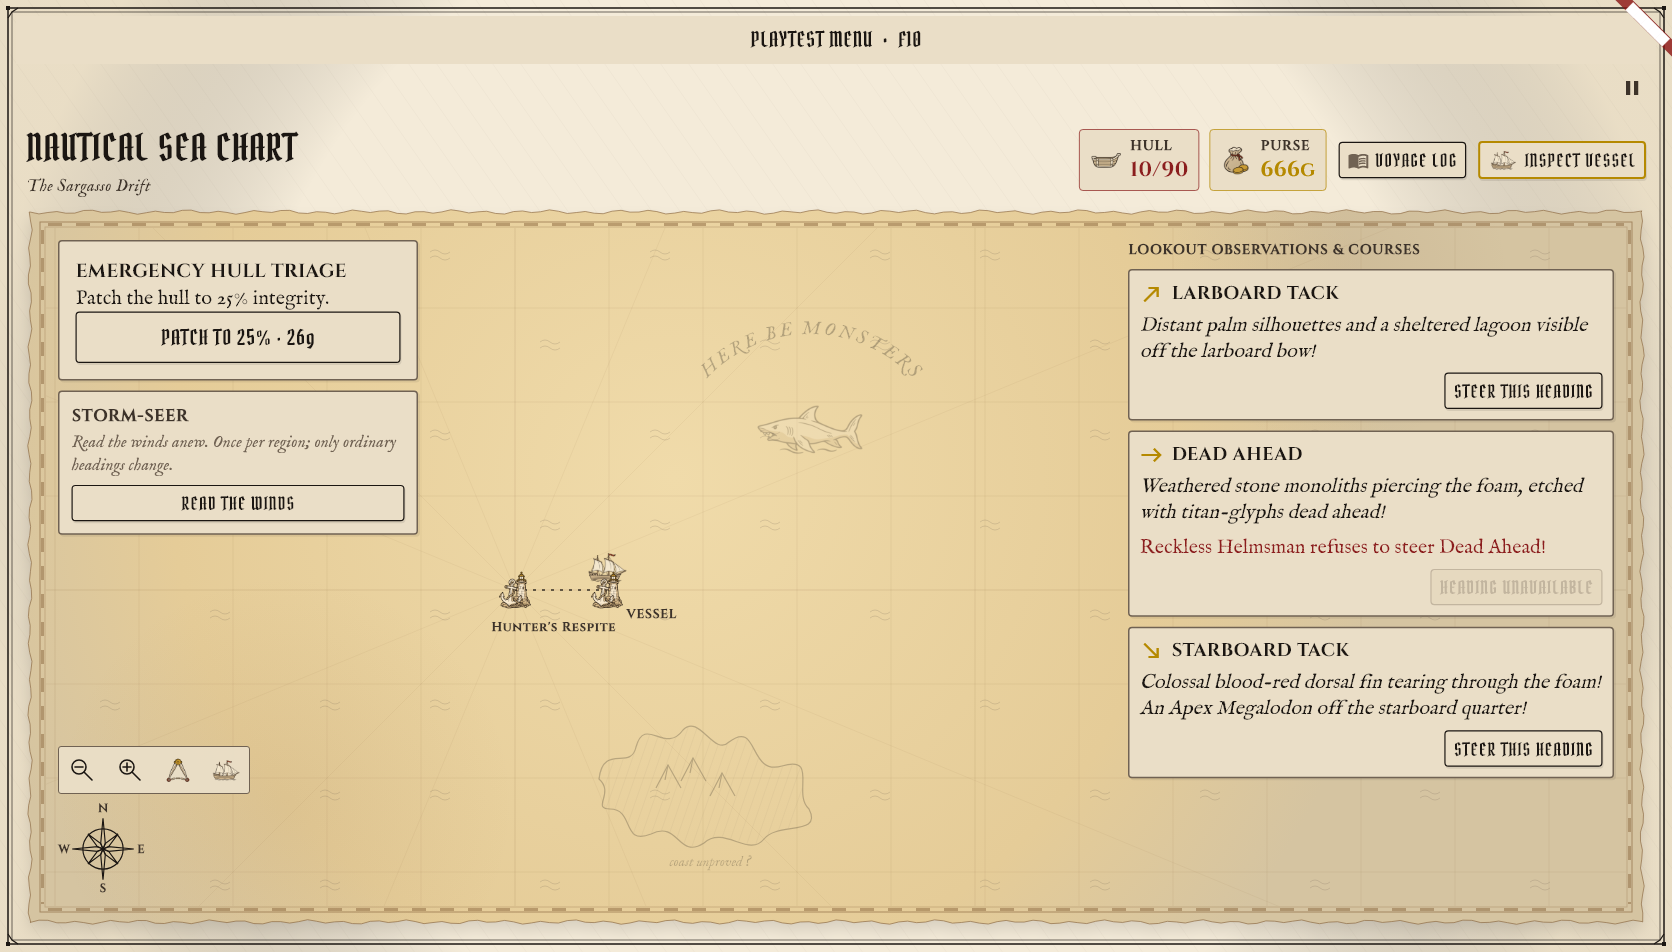 PLAYTEST MENU · F10
NAUTICAL SEA CHART
The Sargasso Drift
HULL
10/90
PURSE
666G
VOYAGE LOG
INSPECT VESSEL
EMERGENCY HULL TRIAGE
Patch the hull to 25% integrity.
PATCH TO 25% · 26g
STORM-SEER
Read the winds anew. Once per region; only ordinary
headings change.
READ THE WINDS
HERE BE MONSTERS
VESSEL
HUNTER'S RESPITE
coast unproved ?
N
W
E
S
LOOKOUT OBSERVATIONS & COURSES
LARBOARD TACK
Distant palm silhouettes and a sheltered lagoon visible
off the larboard bow!
STEER THIS HEADING
DEAD AHEAD
Weathered stone monoliths piercing the foam, etched
with titan-glyphs dead ahead!
Reckless Helmsman refuses to steer Dead Ahead!
HEADING UNAVAILABLE
STARBOARD TACK
Colossal blood-red dorsal fin tearing through the foam!
An Apex Megalodon off the starboard quarter!
STEER THIS HEADING